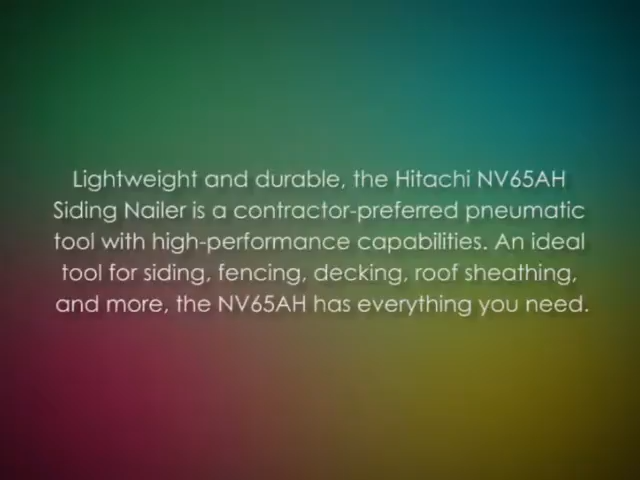 Lightweight and durable, the Hitachi NV65AH
Siding Nailer is a contractor-preferred pneumatic
tool with high-performance capabilities. An ideal
tool for siding, fencing, decking, roof sheathing,
and more, the NV65AH has everything you need.